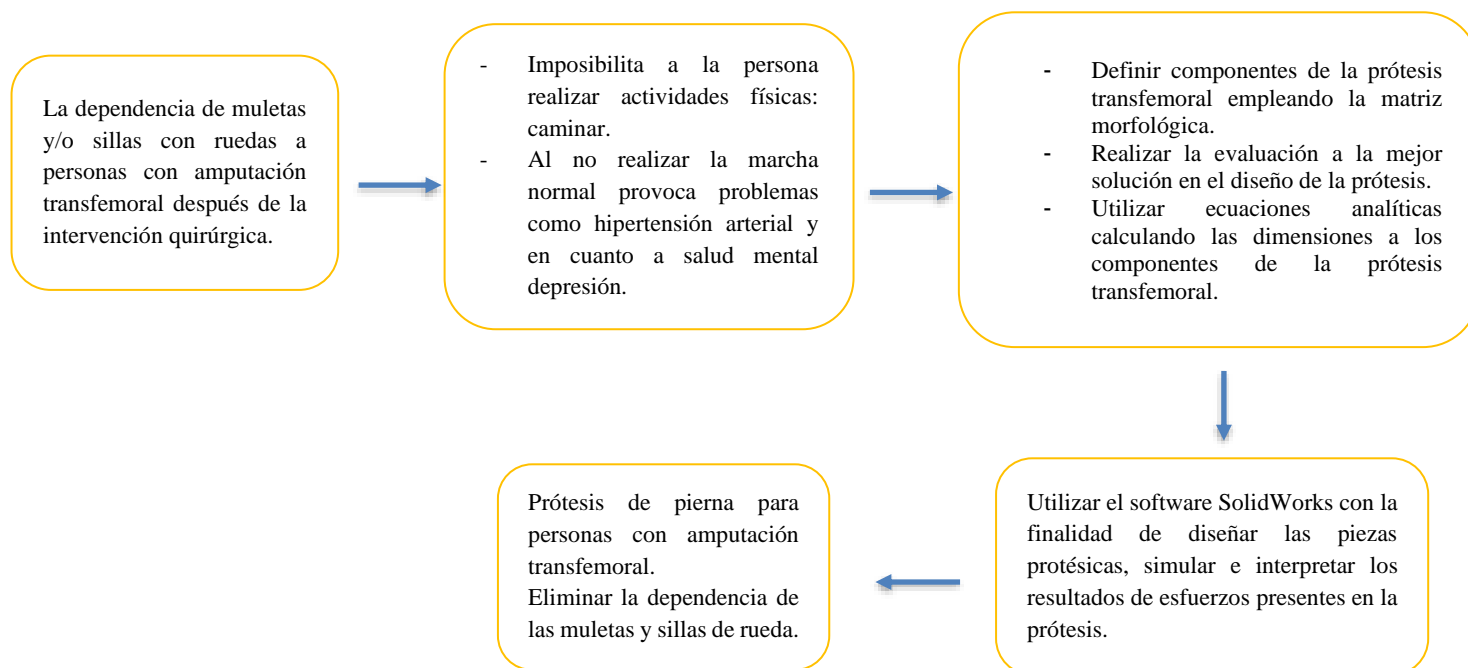 La dependencia de muletas
y/o sillas con ruedas a
personas con amputación
transfemoral después de la
intervención quirúrgica.
- Imposibilita a la persona
realizar actividades físicas:
caminar.
- Al no realizar la marcha
normal provoca problemas
como hipertensión arterial y
en cuanto a salud mental
depresión.
- Definir componentes de la prótesis
transfemoral empleando la matriz
morfológica.
- Realizar la evaluación a la mejor
solución en el diseño de la prótesis.
- Utilizar ecuaciones analíticas
calculando las dimensiones a los
componentes de la prótesis
transfemoral.
Utilizar el software SolidWorks con la
finalidad de diseñar las piezas
protésicas, simular e interpretar los
resultados de esfuerzos presentes en la
prótesis.
Prótesis de pierna para
personas con amputación
transfemoral.
Eliminar la dependencia de
las muletas y sillas de rueda.